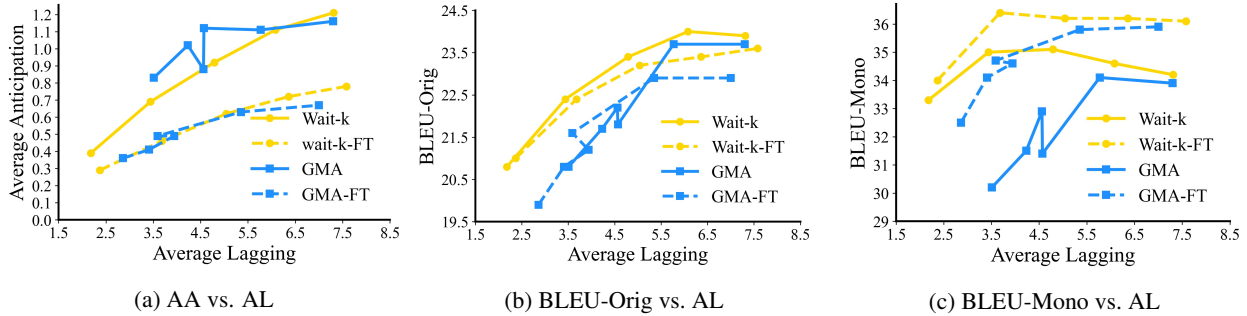 Average Anticipation
1.2
1.1
1.0
0.9
0.8
0.7
0.6
0.5
0.4
0.3
0.2
0.1
0.0
1.5 2.5 3.5 4.5 5.5 6.5 7.5 8.5
Average Lagging
Wait-k
wait-k-FT
GMA
GMA-FT
(a) AA vs. AL
BLEU-Orig
24.5
23.5
22.5
21.5
20.5
19.5
1.5 2.5 3.5 4.5 5.5 6.5 7.5 8.5
Average Lagging
Wait-k
Wait-k-FT
GMA
GMA-FT
(b) BLEU-Orig vs. AL
BLEU-Mono
36
35
34
33
32
31
30
29
1.5 2.5 3.5 4.5 5.5 6.5 7.5 8.5
Average Lagging
Wait-k
Wait-k-FT
GMA
GMA-FT
(c) BLEU-Mono vs. AL